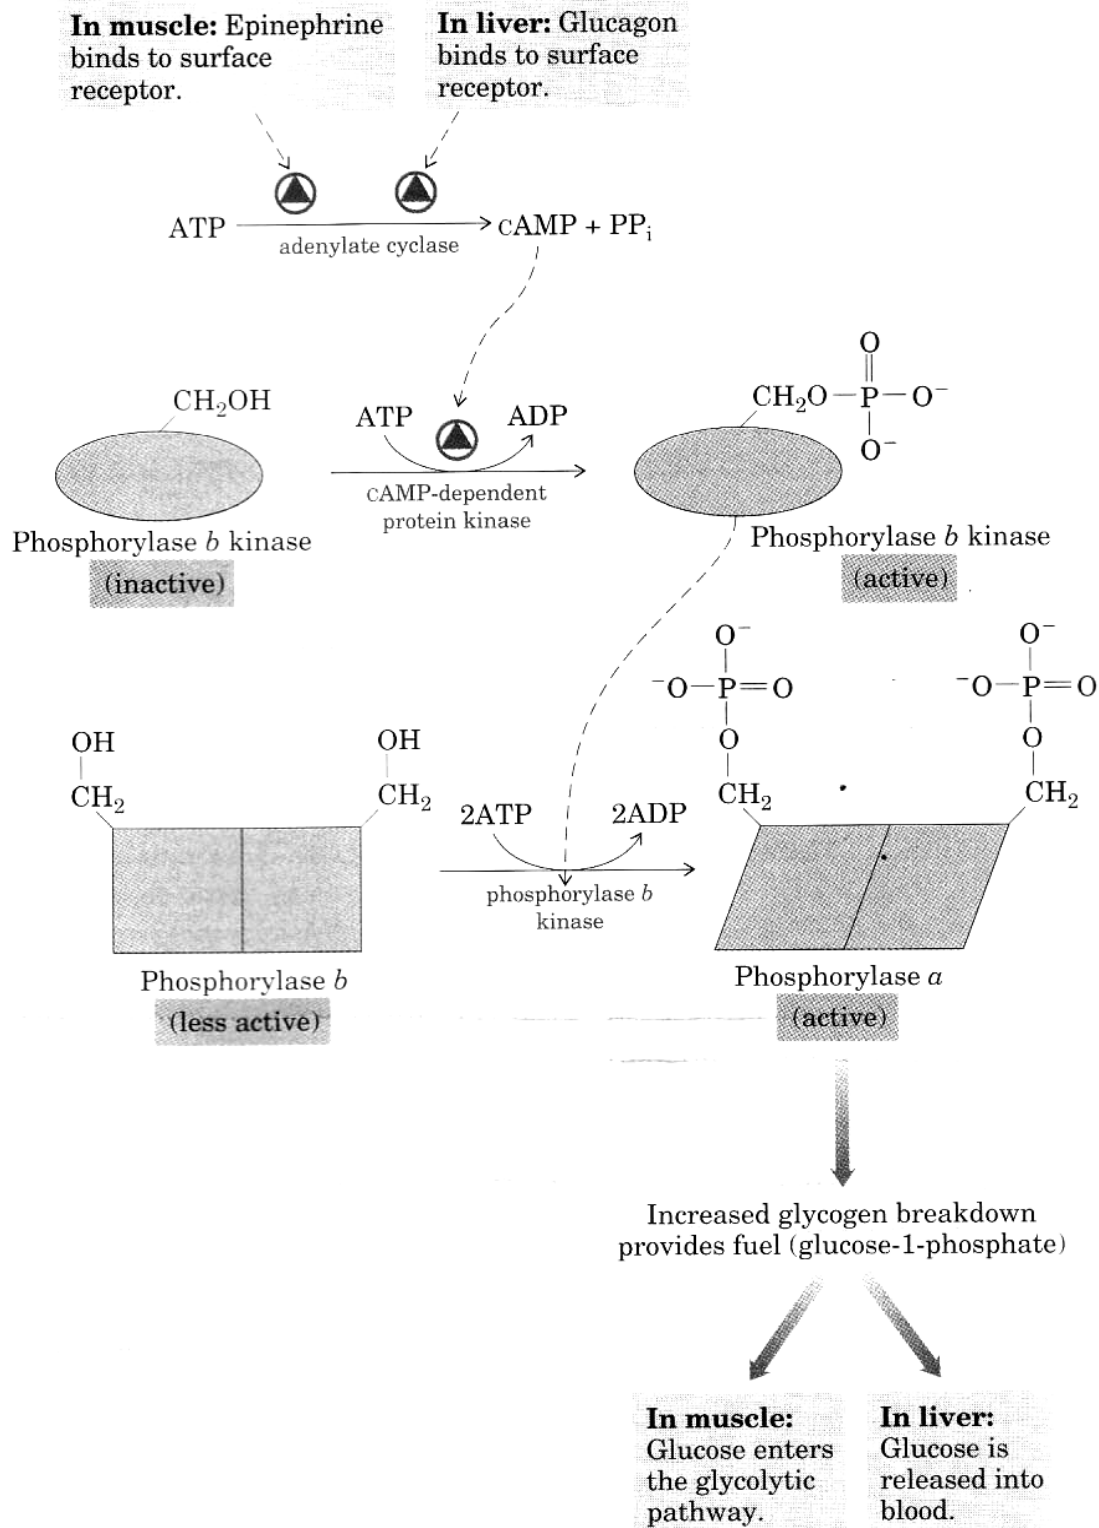 In muscle: Epinephrine
binds to surface
receptor.
In liver: Glucagon
binds to surface
receptor.
ATP
adenylate cyclase
cAMP + PPi
CH₂OH
Phosphorylase b kinase
(inactive)
ATP
ADP
cAMP-dependent
protein kinase
O
CH₂O—P—O⁻
O⁻
Phosphorylase b kinase
(active)
OH
CH₂
OH
CH₂
Phosphorylase b
(less active)
2ATP
2ADP
phosphorylase b
kinase
O⁻
⁻O—P=O
O
CH₂
O⁻
⁻O—P=O
O
CH₂
Phosphorylase a
(active)
Increased glycogen breakdown
provides fuel (glucose-1-phosphate)
In muscle:
Glucose enters
the glycolytic
pathway.
In liver:
Glucose is
released into
blood.